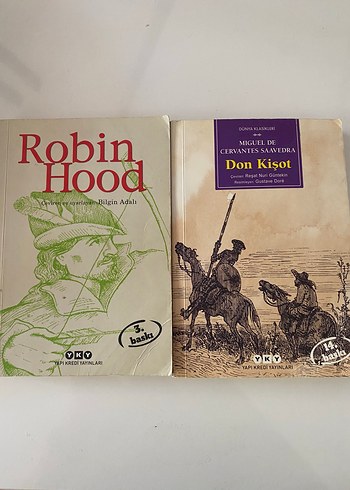 Robin
Hood
Çeviren ve uyarlayan: Bilgin Adalı
3.
baskı
YKY
YAPI KREDİ YAYINLARI
DÜNYA KLASİKLERİ
MIGUEL DE
CERVANTES SAAVEDRA
Don Kişot
Çeviren: Reşat Nuri Güntekin
Resimleyen: Gustave Doré
14.
baskı
YKY
YAPI KREDİ YAYINLARI